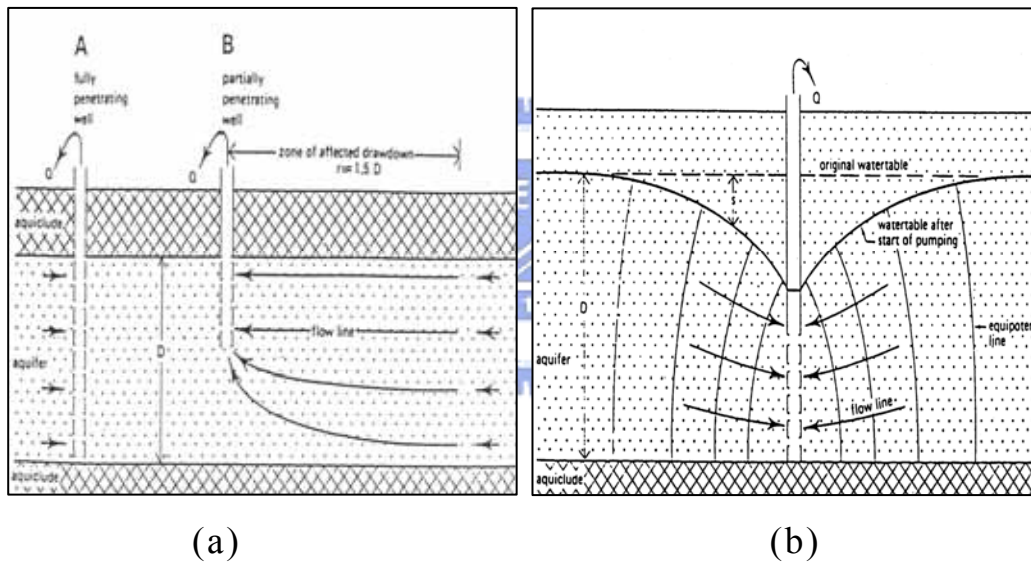 A
fully
penetrating
well
Q
B
partially
penetrating
well
Q
zone of affected drawdown
r=1.5 D
aquiclude
flow line
D
aquifer
aquiclude
(a)
Q
original watertable
s
watertable after
start of pumping
D
equipoten
line
aquifer
flow line
aquiclude
(b)